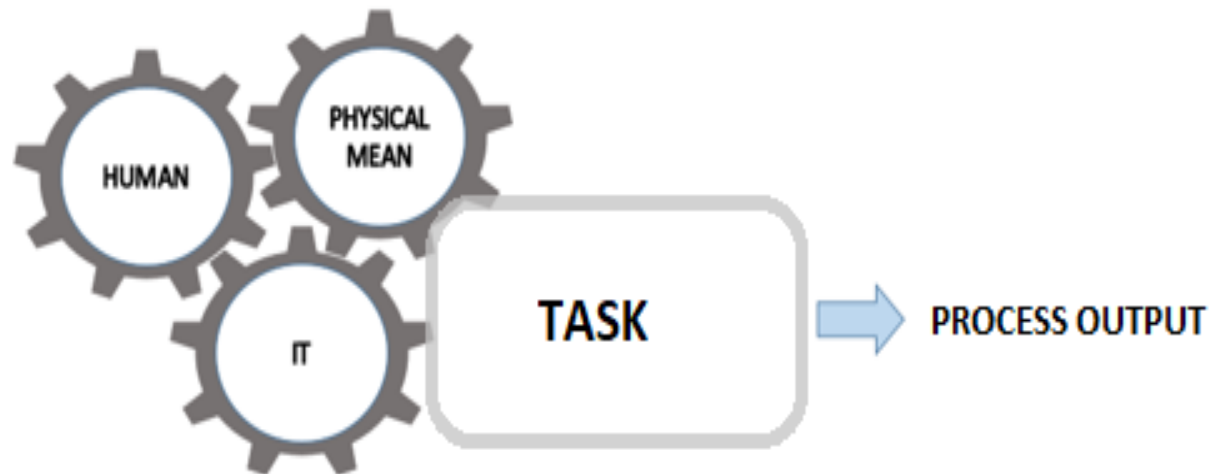 HUMAN
PHYSICAL
MEAN
IT
TASK
PROCESS OUTPUT